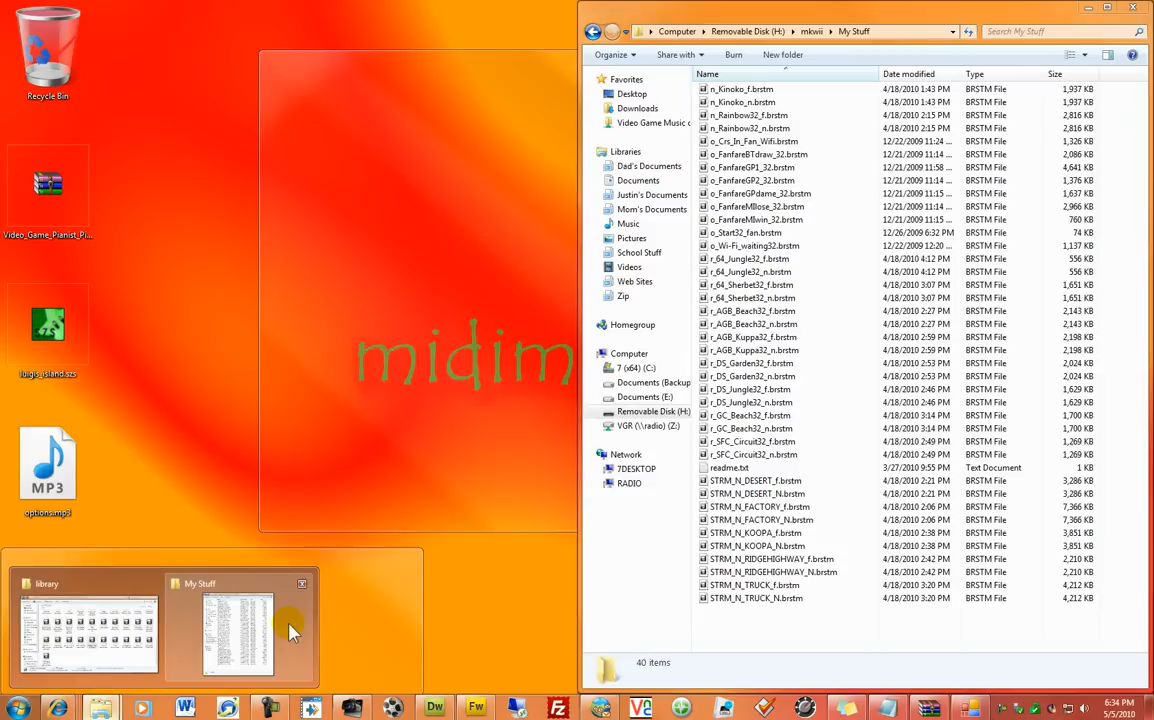 Recycle Bin
Video_Game_Pianist_Pi...
luigis_island.szs
MP3
options.mp3
midim
library
My Stuff
Computer
Removable Disk (H:)
mkwii
My Stuff
Search My Stuff
Organize
Share with
Burn
New folder
Favorites
Desktop
Downloads
Video Game Music c
Libraries
Dad's Documents
Documents
Justin's Documents
Mom's Documents
Music
Pictures
School Stuff
Videos
Web Sites
Zip
Homegroup
Computer
7 (x64) (C:)
Documents (Backup
Documents (E:)
Removable Disk (H:)
VGR (\\radio) (Z:)
Network
7DESKTOP
RADIO
Name Date modified Type Size
n_Kinoko_f.brstm 4/18/2010 1:43 PM BRSTM File 1,937 KB
n_Kinoko_n.brstm 4/18/2010 1:43 PM BRSTM File 1,937 KB
n_Rainbow32_f.brstm 4/18/2010 2:15 PM BRSTM File 2,816 KB
n_Rainbow32_n.brstm 4/18/2010 2:15 PM BRSTM File 2,816 KB
o_Crs_In_Fan_Wifi.brstm 12/22/2009 11:24 ... BRSTM File 1,326 KB
o_FanfareBTdraw_32.brstm 12/21/2009 11:14 ... BRSTM File 2,086 KB
o_FanfareGP1_32.brstm 12/21/2009 11:58 ... BRSTM File 4,641 KB
o_FanfareGP2_32.brstm 12/21/2009 11:14 ... BRSTM File 1,376 KB
o_FanfareGPdame_32.brstm 12/21/2009 11:14 ... BRSTM File 1,637 KB
o_FanfareMIlose_32.brstm 12/21/2009 11:14 ... BRSTM File 2,966 KB
o_FanfareMIwin_32.brstm 12/21/2009 11:15 ... BRSTM File 760 KB
o_Start32_fan.brstm 12/26/2009 6:32 PM BRSTM File 74 KB
o_Wi-Fi_waiting32.brstm 12/22/2009 12:20 ... BRSTM File 1,137 KB
r_64_Jungle32_f.brstm 4/18/2010 4:12 PM BRSTM File 556 KB
r_64_Jungle32_n.brstm 4/18/2010 4:12 PM BRSTM File 556 KB
r_64_Sherbet32_f.brstm 4/18/2010 3:07 PM BRSTM File 1,651 KB
r_64_Sherbet32_n.brstm 4/18/2010 3:07 PM BRSTM File 1,651 KB
r_AGB_Beach32_f.brstm 4/18/2010 2:27 PM BRSTM File 2,143 KB
r_AGB_Beach32_n.brstm 4/18/2010 2:27 PM BRSTM File 2,143 KB
r_AGB_Kuppa32_f.brstm 4/18/2010 2:59 PM BRSTM File 2,198 KB
r_AGB_Kuppa32_n.brstm 4/18/2010 2:59 PM BRSTM File 2,198 KB
r_DS_Garden32_f.brstm 4/18/2010 2:53 PM BRSTM File 2,024 KB
r_DS_Garden32_n.brstm 4/18/2010 2:53 PM BRSTM File 2,024 KB
r_DS_Jungle32_f.brstm 4/18/2010 2:46 PM BRSTM File 1,629 KB
r_DS_Jungle32_n.brstm 4/18/2010 2:46 PM BRSTM File 1,629 KB
r_GC_Beach32_f.brstm 4/18/2010 3:14 PM BRSTM File 1,700 KB
r_GC_Beach32_n.brstm 4/18/2010 3:14 PM BRSTM File 1,700 KB
r_SFC_Circuit32_f.brstm 4/18/2010 2:49 PM BRSTM File 1,269 KB
r_SFC_Circuit32_n.brstm 4/18/2010 2:49 PM BRSTM File 1,269 KB
readme.txt 3/27/2010 9:55 PM Text Document 1 KB
STRM_N_DESERT_f.brstm 4/18/2010 2:21 PM BRSTM File 3,286 KB
STRM_N_DESERT_N.brstm 4/18/2010 2:21 PM BRSTM File 3,286 KB
STRM_N_FACTORY_f.brstm 4/18/2010 2:06 PM BRSTM File 7,366 KB
STRM_N_FACTORY_N.brstm 4/18/2010 2:06 PM BRSTM File 7,366 KB
STRM_N_KOOPA_f.brstm 4/18/2010 2:38 PM BRSTM File 3,851 KB
STRM_N_KOOPA_N.brstm 4/18/2010 2:38 PM BRSTM File 3,851 KB
STRM_N_RIDGEHIGHWAY_f.brstm 4/18/2010 2:42 PM BRSTM File 2,210 KB
STRM_N_RIDGEHIGHWAY_N.brstm 4/18/2010 2:42 PM BRSTM File 2,210 KB
STRM_N_TRUCK_f.brstm 4/18/2010 3:20 PM BRSTM File 4,212 KB
STRM_N_TRUCK_N.brstm 4/18/2010 3:20 PM BRSTM File 4,212 KB
40 items
Dw
Fw
Fz
6:34 PM
5/5/2010